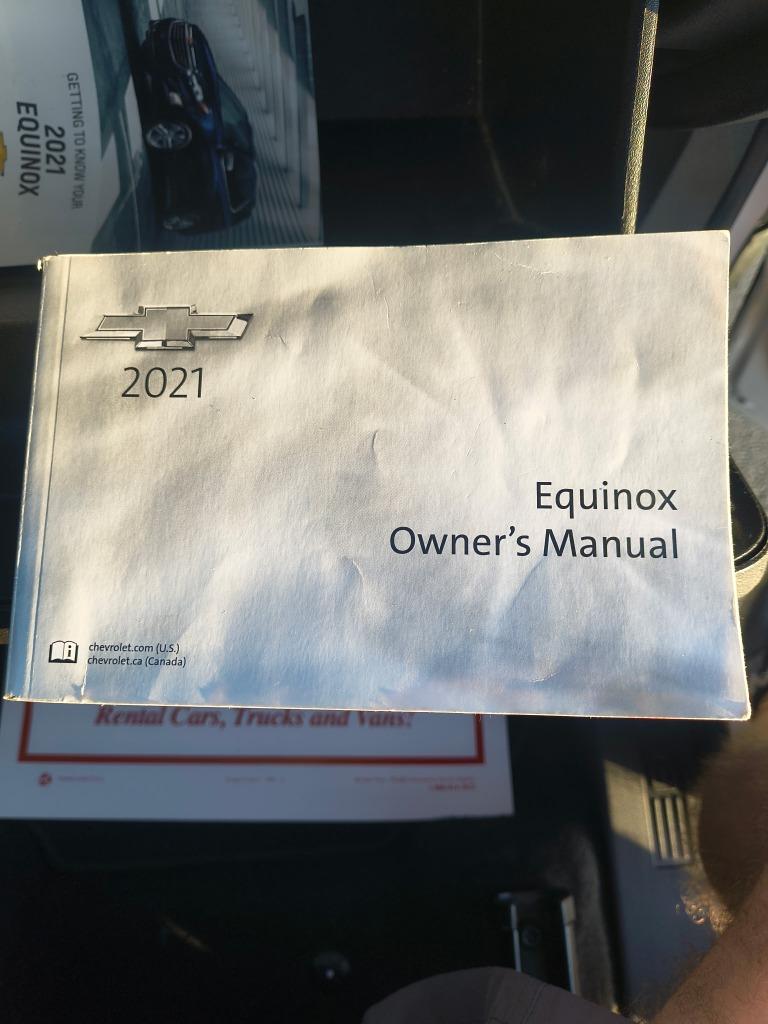 GETTING TO KNOW YOUR
2021
EQUINOX
2021
Equinox
Owner's Manual
chevrolet.com (U.S.)
chevrolet.ca (Canada)
Rental Cars, Trucks and Vans!